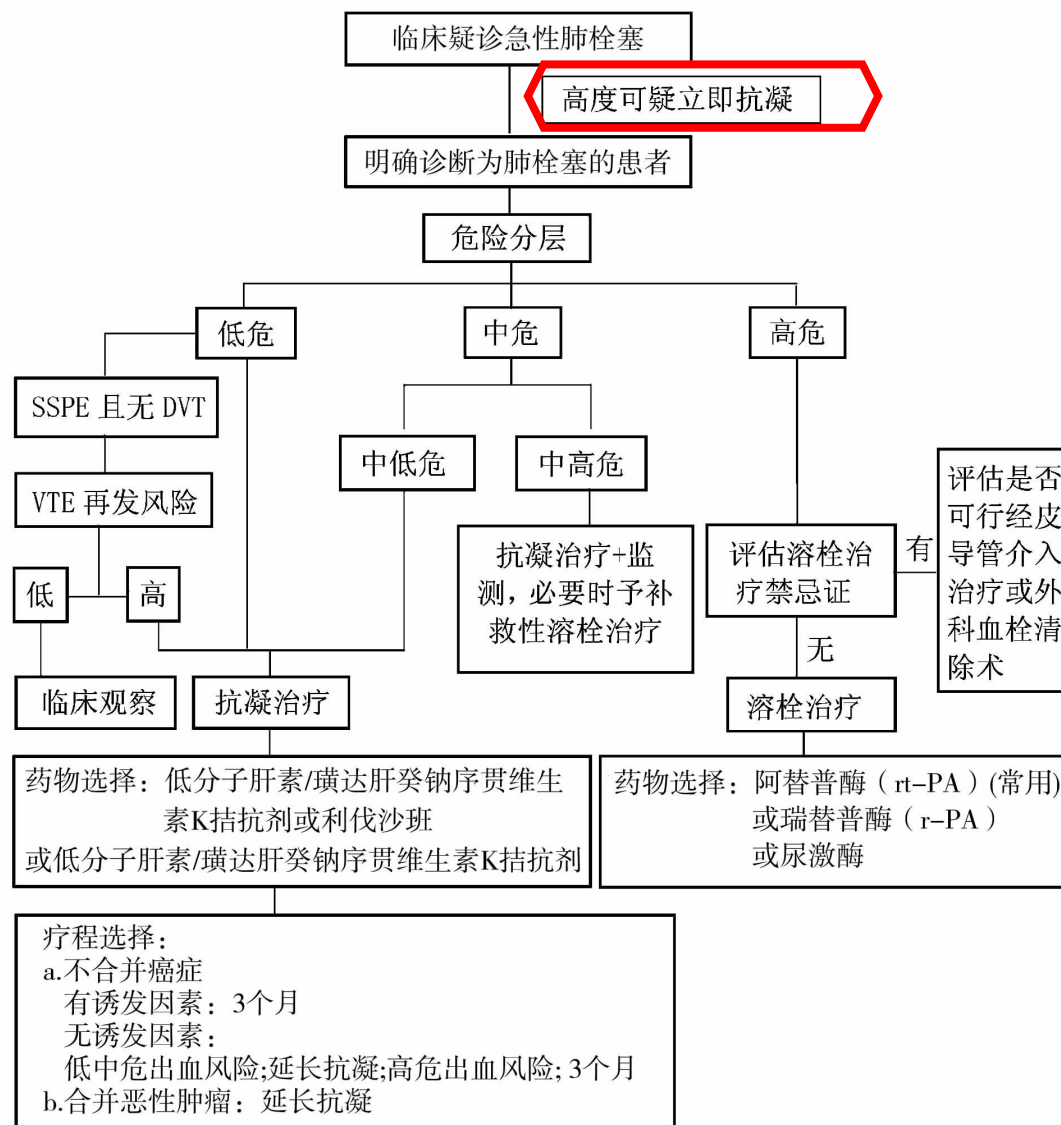 临床疑诊急性肺栓塞
高度可疑立即抗凝
明确诊断为肺栓塞的患者
危险分层
低危
中危
高危
SSPE 且无 DVT
中低危
中高危
VTE 再发风险
抗凝治疗+监
测，必要时予补
救性溶栓治疗
评估溶栓治
疗禁忌证
有
评估是否
可行经皮
导管介入
治疗或外
科血栓清
除术
低
高
无
临床观察
抗凝治疗
溶栓治疗
药物选择：低分子肝素/璜达肝癸钠序贯维生
素K拮抗剂或利伐沙班
或低分子肝素/璜达肝癸钠序贯维生素K拮抗剂
药物选择：阿替普酶（rt-PA）(常用)
或瑞替普酶（r-PA）
或尿激酶
疗程选择：
a.不合并癌症
有诱发因素：3个月
无诱发因素：
低中危出血风险;延长抗凝;高危出血风险; 3个月
b.合并恶性肿瘤：延长抗凝